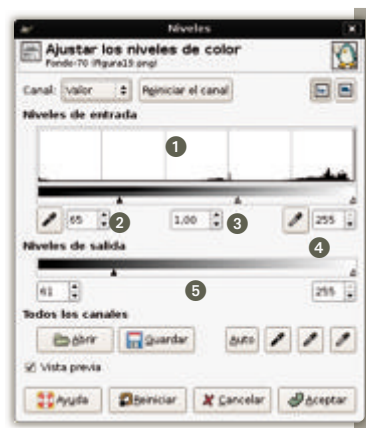 Niveles
Ajustar los niveles de color
Fondo-70 (figura15.png)
Canal: Valor Reiniciar el canal
Niveles de entrada
1
65 2 1,00 3 255
4
Niveles de salida
5
61 255
Todos los canales
Abrir Guardar Auto
Vista previa
Ayuda Reiniciar Cancelar Aceptar